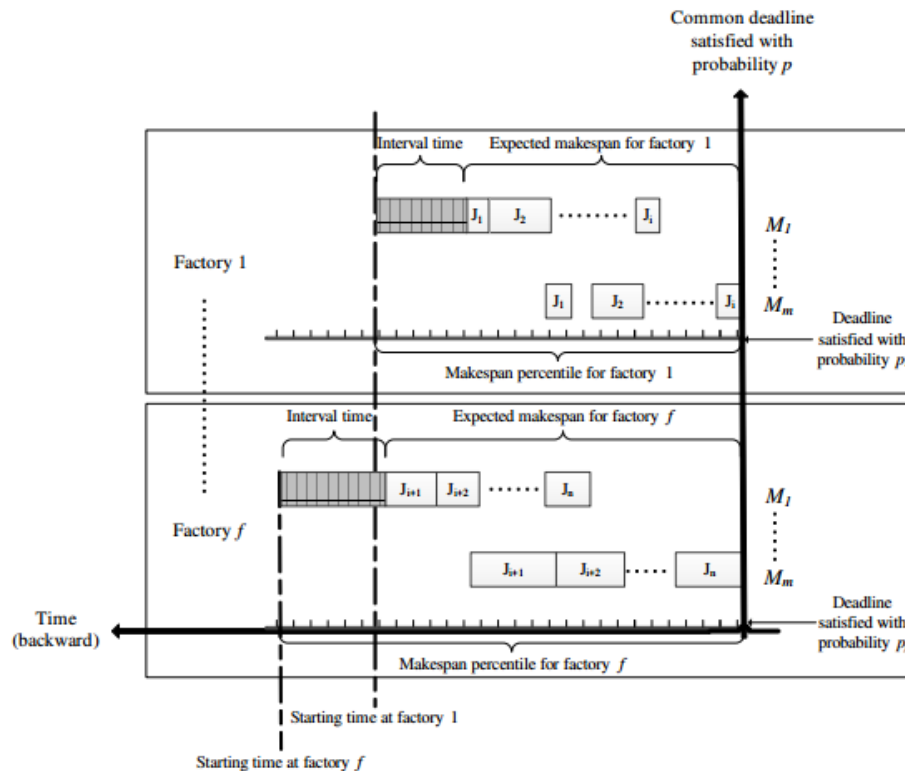 Common deadline
satisfied with
probability p
Interval time
Expected makespan for factory 1
J1
J2
Ji
M1
Factory 1
J1
J2
Ji
Mm
Deadline
satisfied with
probability p
Makespan percentile for factory 1
Interval time
Expected makespan for factory f
Ji+1
Ji+2
Jn
M1
Factory f
Ji+1
Ji+2
Jn
Mm
Time
(backward)
Deadline
satisfied with
probability p
Makespan percentile for factory f
Starting time at factory 1
Starting time at factory f